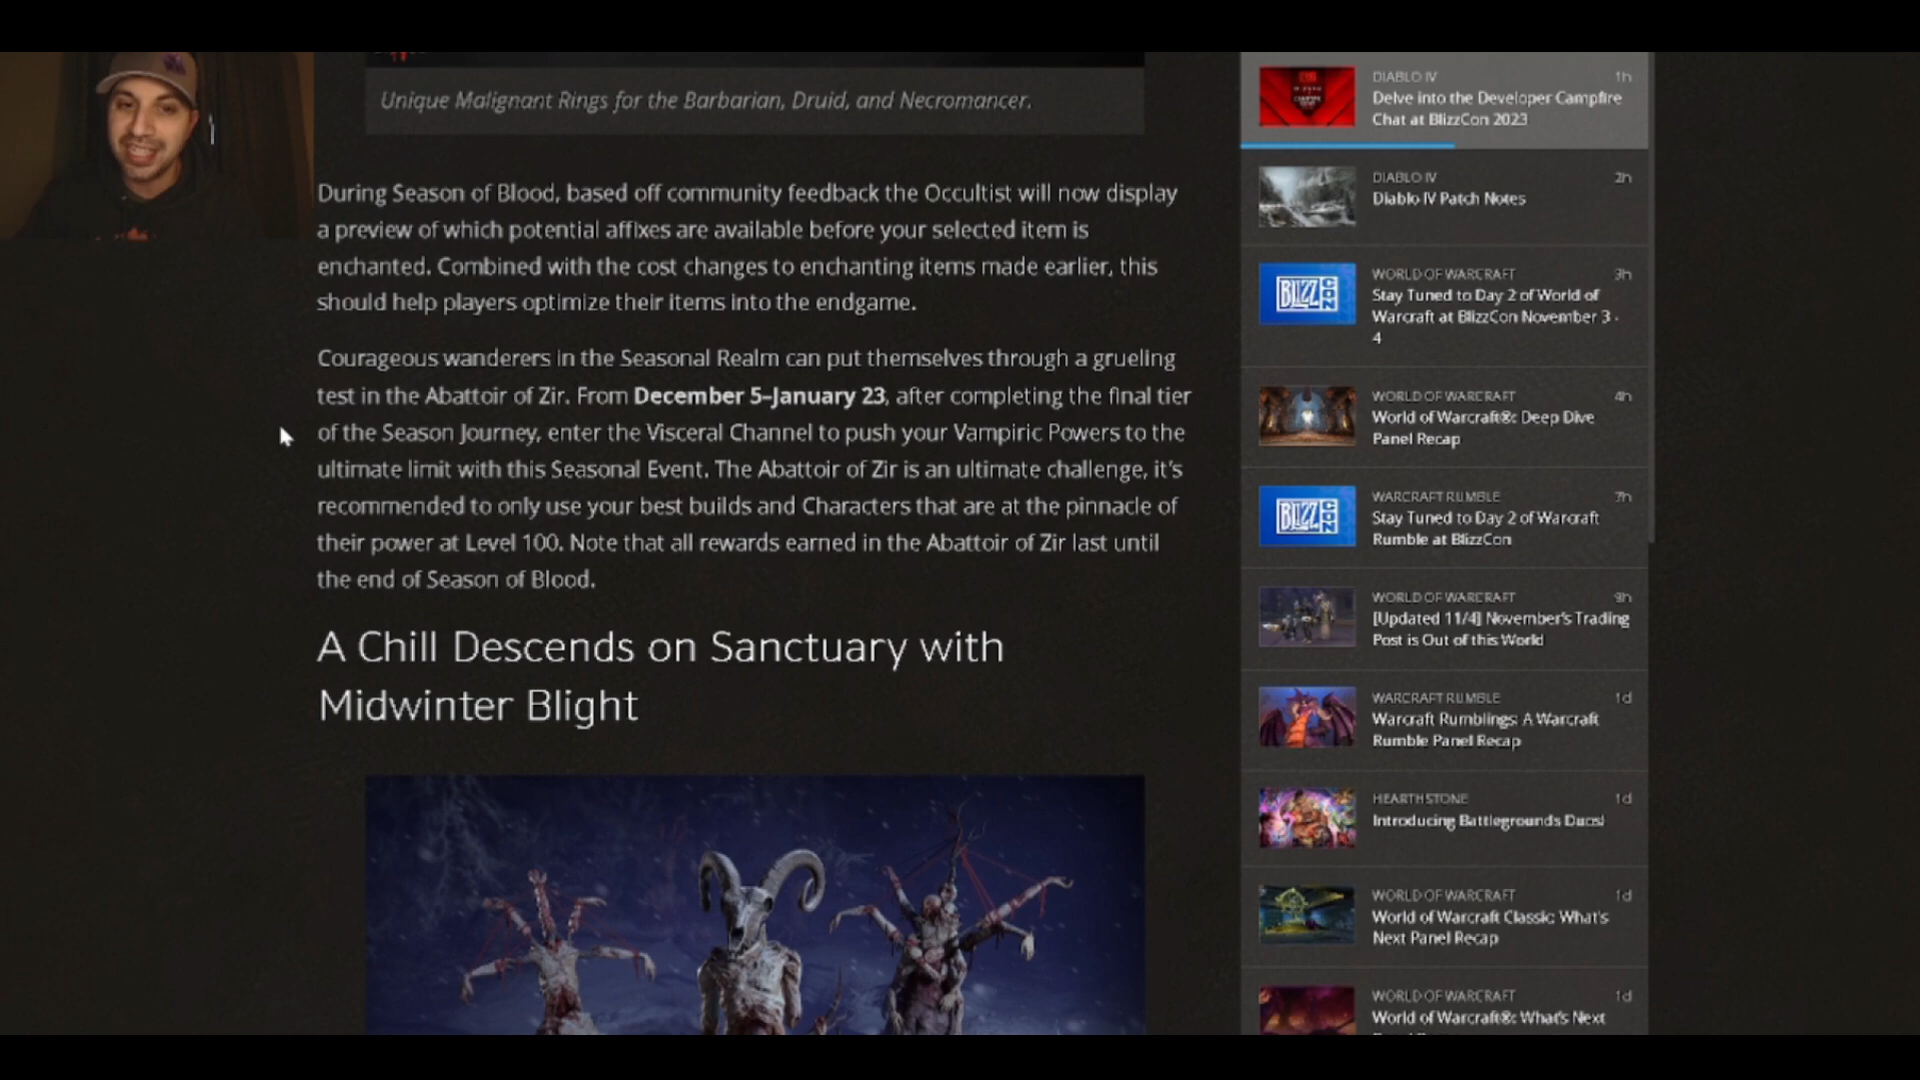 Unique Malignant Rings for the Barbarian, Druid, and Necromancer.
During Season of Blood, based off community feedback the Occultist will now display
a preview of which potential affixes are available before your selected item is
enchanted. Combined with the cost changes to enchanting items made earlier, this
should help players optimize their items into the endgame.
Courageous wanderers in the Seasonal Realm can put themselves through a grueling
test in the Abattoir of Zir. From December 5–January 23, after completing the final tier
of the Season Journey, enter the Visceral Channel to push your Vampiric Powers to the
ultimate limit with this Seasonal Event. The Abattoir of Zir is an ultimate challenge, it's
recommended to only use your best builds and Characters that are at the pinnacle of
their power at Level 100. Note that all rewards earned in the Abattoir of Zir last until
the end of Season of Blood.
A Chill Descends on Sanctuary with
Midwinter Blight
DIABLO IV 1h
Delve into the Developer Campfire
Chat at BlizzCon 2023
DIABLO IV 2h
Diablo IV Patch Notes
WORLD OF WARCRAFT 3h
BLIZZCON
Stay Tuned to Day 2 of World of
Warcraft at BlizzCon November 3 -
4
WORLD OF WARCRAFT 4h
World of Warcraft®: Deep Dive
Panel Recap
WARCRAFT RUMBLE 7h
BLIZZCON
Stay Tuned to Day 2 of Warcraft
Rumble at BlizzCon
WORLD OF WARCRAFT 9h
[Updated 11/4] November's Trading
Post is Out of this World
WARCRAFT RUMBLE 1d
Warcraft Rumblings: A Warcraft
Rumble Panel Recap
HEARTHSTONE 1d
Introducing Battlegrounds Duos!
WORLD OF WARCRAFT 1d
World of Warcraft Classic: What's
Next Panel Recap
WORLD OF WARCRAFT 1d
World of Warcraft®: What's Next